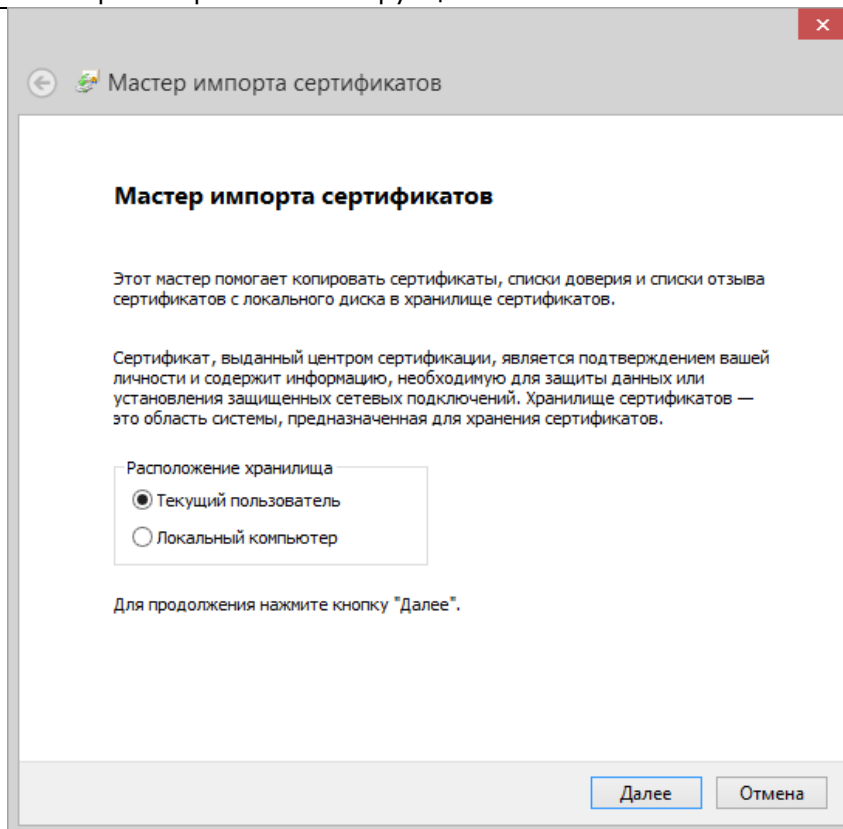 Мастер импорта сертификатов
Мастер импорта сертификатов
Этот мастер помогает копировать сертификаты, списки доверия и списки отзыва
сертификатов с локального диска в хранилище сертификатов.
Сертификат, выданный центром сертификации, является подтверждением вашей
личности и содержит информацию, необходимую для защиты данных или
установления защищенных сетевых подключений. Хранилище сертификатов —
это область системы, предназначенная для хранения сертификатов.
Расположение хранилища
Текущий пользователь
Локальный компьютер
Для продолжения нажмите кнопку "Далее".
Далее
Отмена